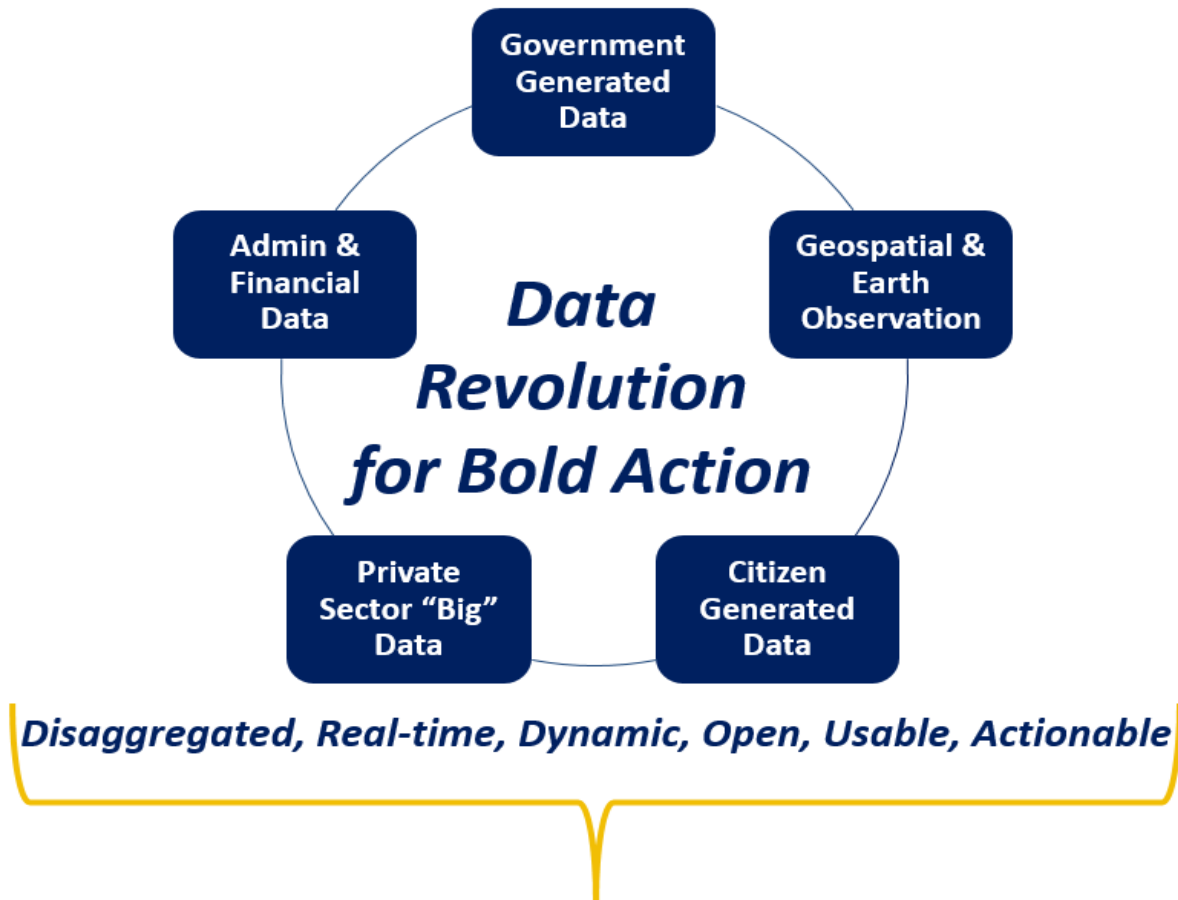 Government
Generated
Data
Admin &
Financial
Data
Geospatial &
Earth
Observation
Data
Revolution
for Bold Action
Private
Sector “Big”
Data
Citizen
Generated
Data
Disaggregated, Real-time, Dynamic, Open, Usable, Actionable